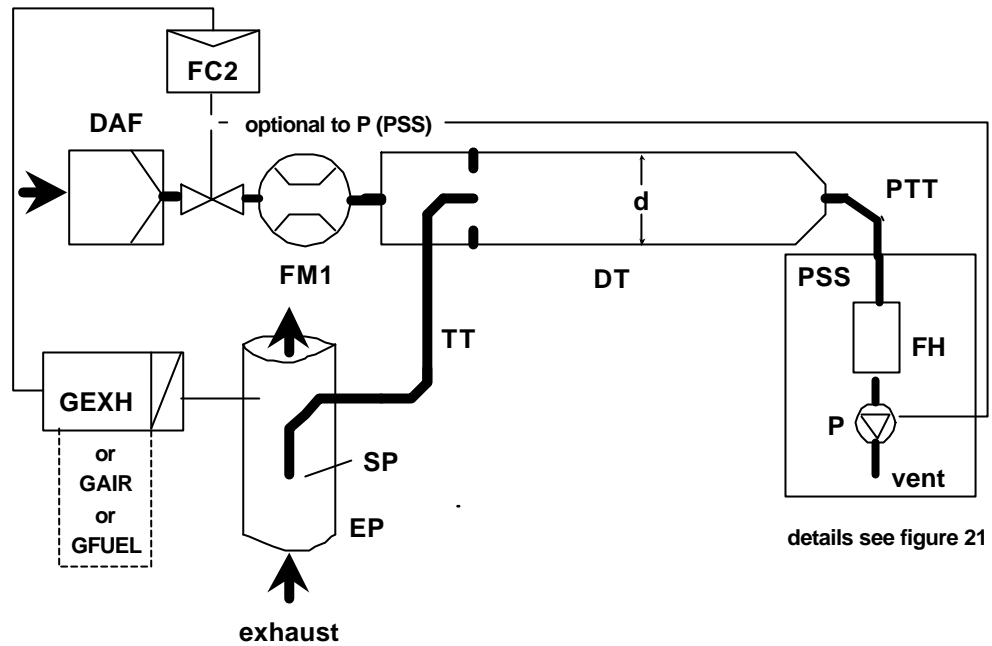 FC2
DAF
optional to P (PSS)
d
PTT
FM1
DT
PSS
TT
FH
GEXH
P
or
GAIR
or
GFUEL
SP
vent
EP
details see figure 21
exhaust